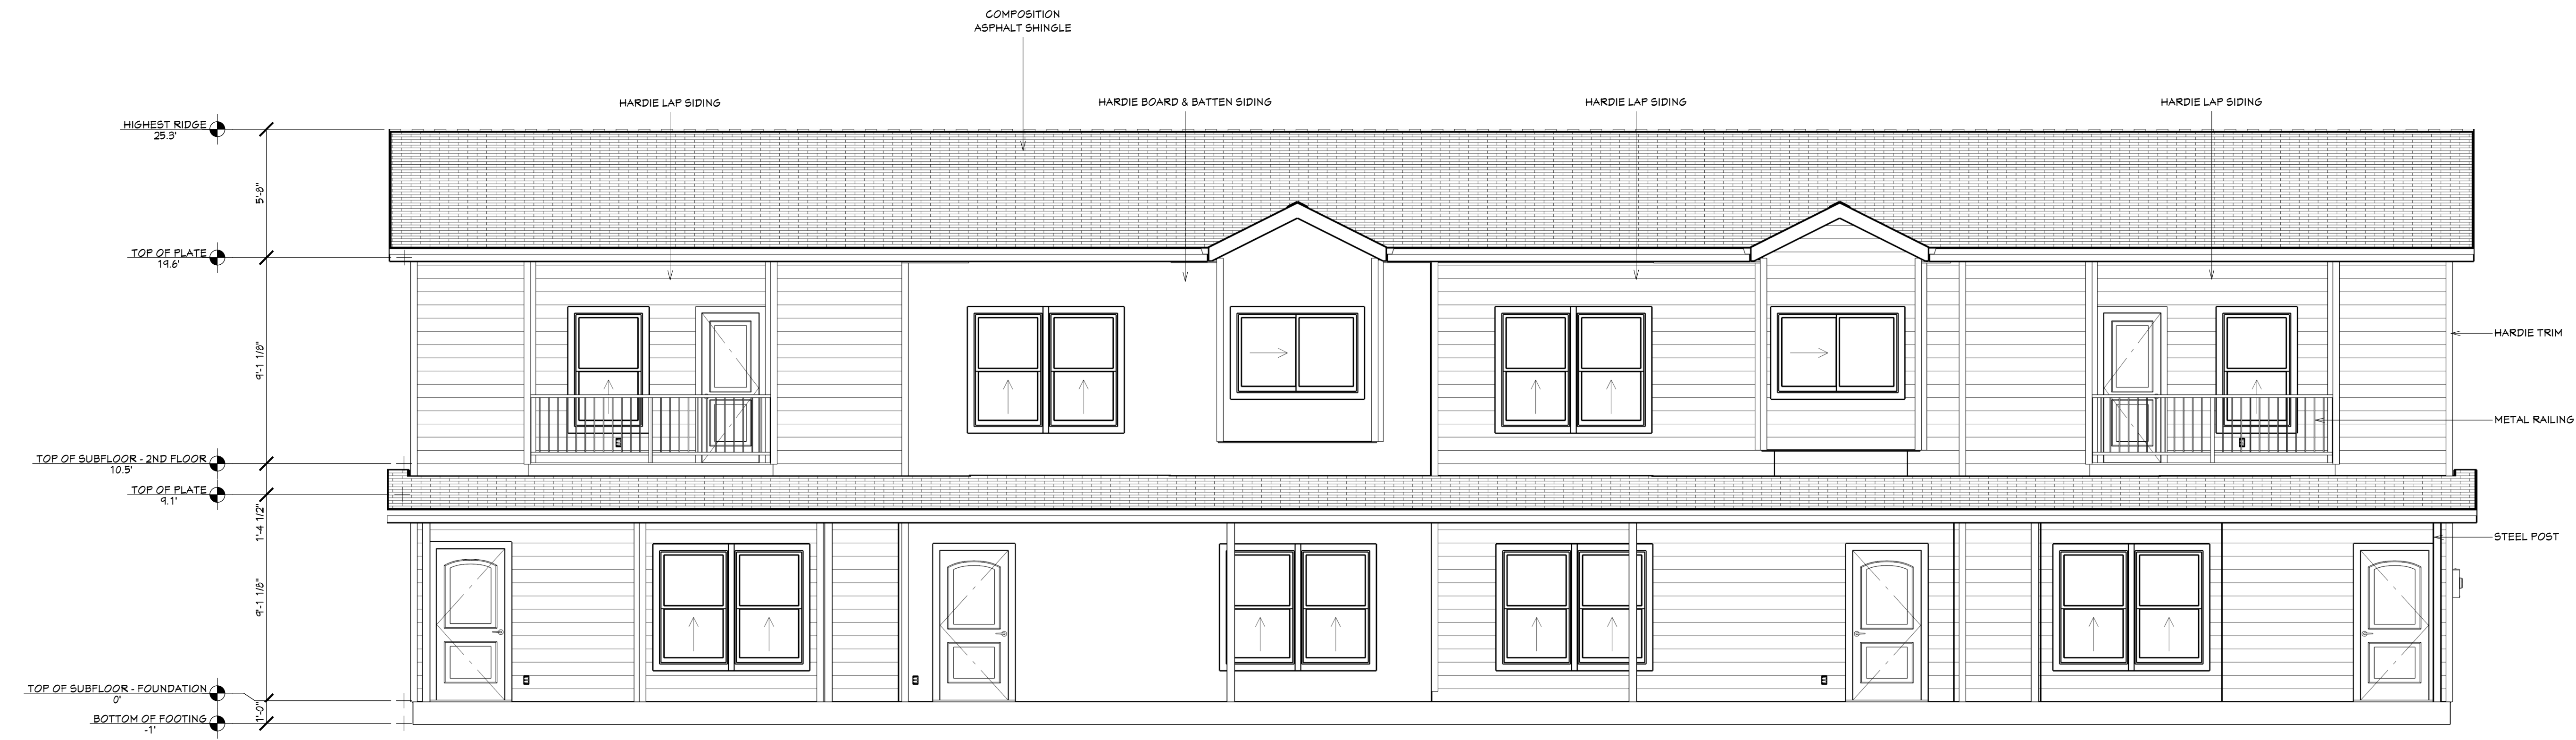 COMPOSITION
ASPHALT SHINGLE
HARDIE LAP SIDING
HARDIE BOARD & BATTEN SIDING
HARDIE LAP SIDING
HARDIE LAP SIDING
HIGHEST RIDGE
25.3'
5'-8"
TOP OF PLATE
19.6'
9'-1 1/8"
HARDIE TRIM
METAL RAILING
TOP OF SUBFLOOR - 2ND FLOOR
10.5'
TOP OF PLATE
9.1'
1'-4 1/2"
STEEL POST
9'-1 1/8"
TOP OF SUBFLOOR - FOUNDATION
0'
1'-0"
BOTTOM OF FOOTING
-1'